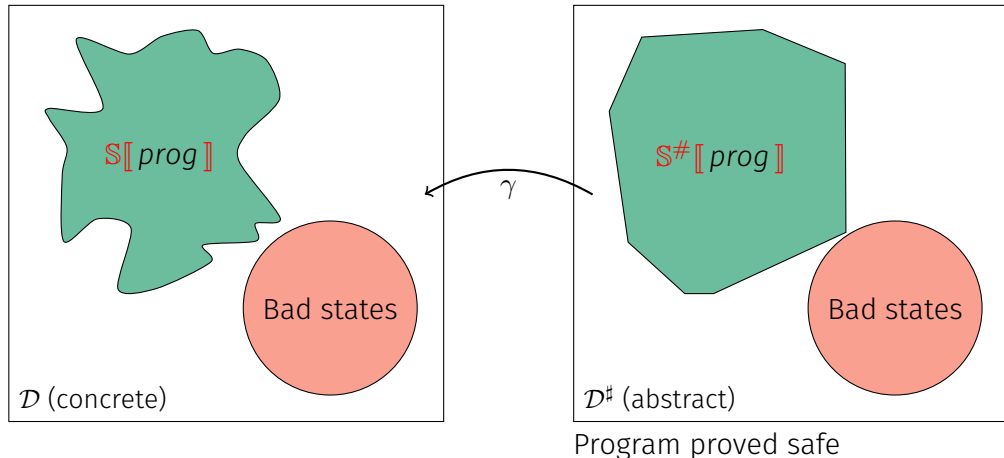 𝕊⟦prog⟧
𝕊#⟦prog⟧
γ
Bad states
Bad states
𝒟 (concrete)
𝒟♯ (abstract)
Program proved safe